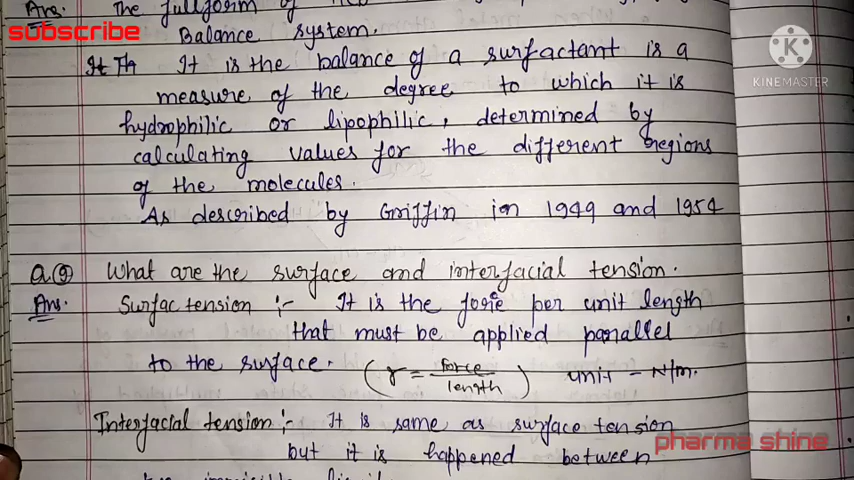 Ans. The fullform of
subscribe
Balance system.
It is the balance of a surfactant is a
KINEMASTER
measure of the degree to which it is
hydrophilic or lipophilic, determined by
calculating values for the different regions
of the molecules.
As described by Griffin in 1949 and 1954
Q.(9) What are the surface and interfacial tension.
Ans. Surfac tension :- It is the force per unit length
that must be applied parallel
to the surface. (γ = force / length) unit - N/m.
Interfacial tension :- It is same as surface tension
pharma shine
but it is happened between